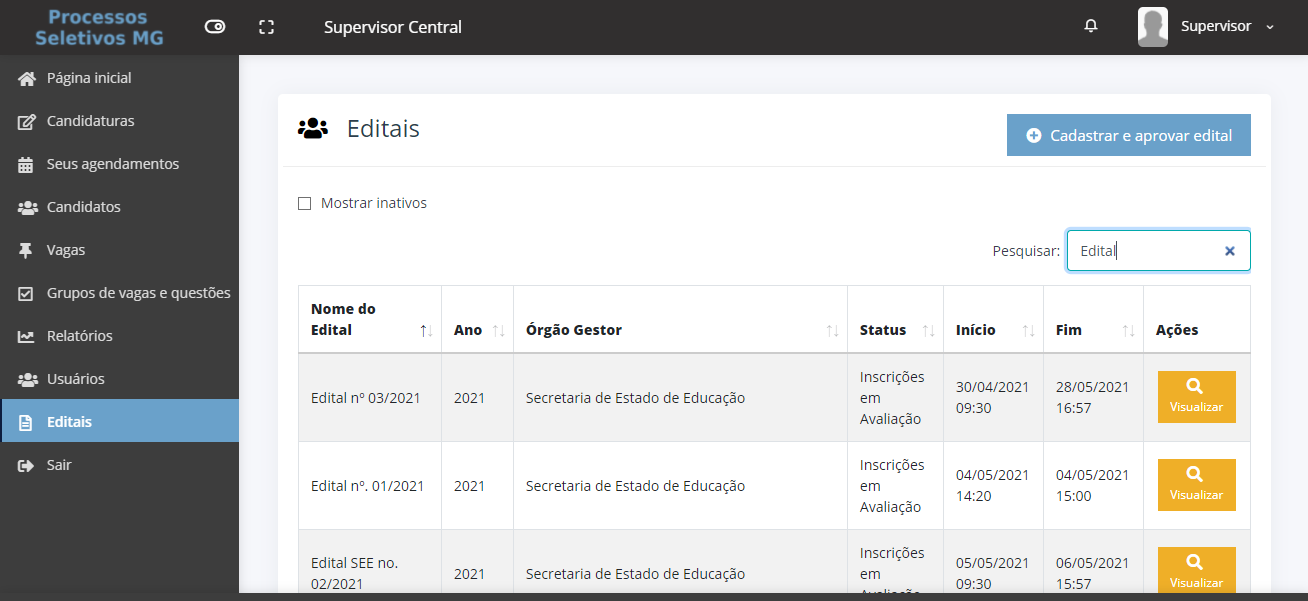 Processos
Seletivos MG
Supervisor Central
Supervisor
Página inicial
Candidaturas
Seus agendamentos
Candidatos
Vagas
Grupos de vagas e questões
Relatórios
Usuários
Editais
Sair
Editais
Cadastrar e aprovar edital
Mostrar inativos
Pesquisar: Edital
Nome do
Edital Ano Órgão Gestor Status Início Fim Ações
Inscrições
em
Avaliação
Edital nº 03/2021 2021 Secretaria de Estado de Educação
30/04/2021
09:30
28/05/2021
16:57
Visualizar
Edital nº. 01/2021 2021 Secretaria de Estado de Educação
Inscrições
em
Avaliação
04/05/2021
14:20
04/05/2021
15:00
Visualizar
Edital SEE no.
02/2021
2021 Secretaria de Estado de Educação
Inscrições
em
Avaliação
05/05/2021
09:30
06/05/2021
15:57
Visualizar